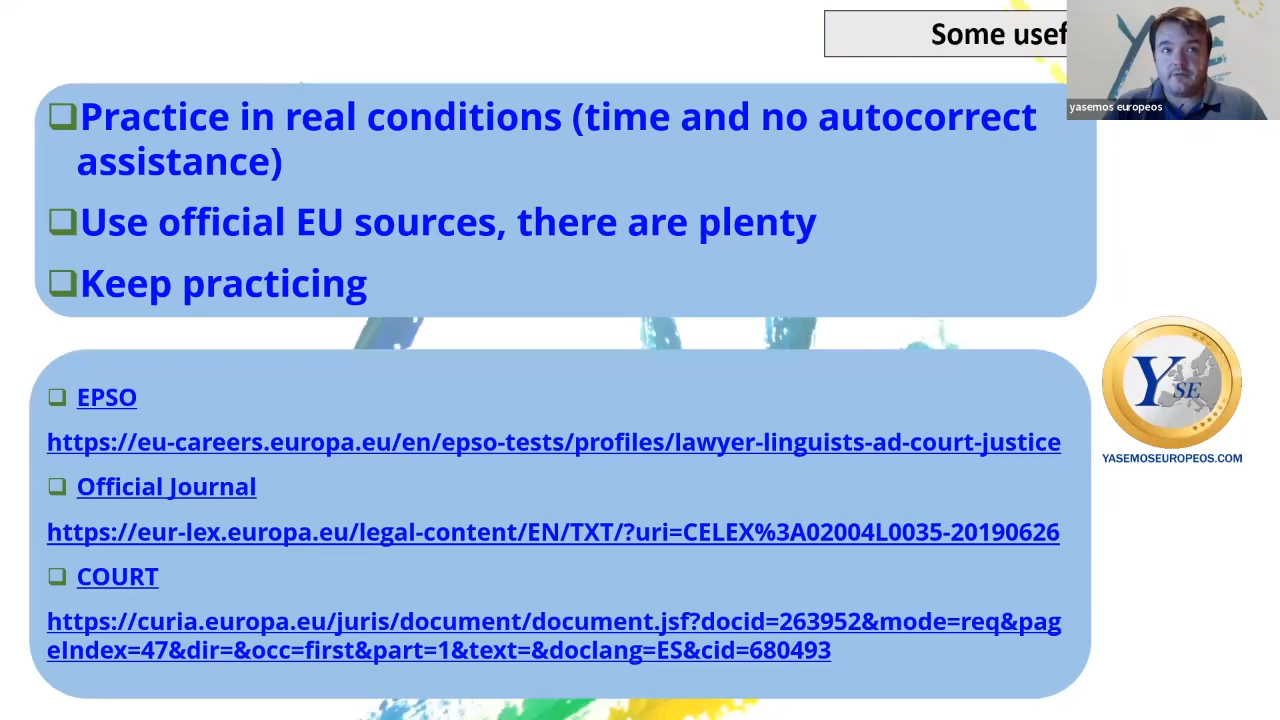 Some usef
yasemos europeos
Practice in real conditions (time and no autocorrect
assistance)
Use official EU sources, there are plenty
Keep practicing
EPSO
https://eu-careers.europa.eu/en/epso-tests/profiles/lawyer-linguists-ad-court-justice
Official Journal
https://eur-lex.europa.eu/legal-content/EN/TXT/?uri=CELEX%3A02004L0035-20190626
COURT
https://curia.europa.eu/juris/document/document.jsf?docid=263952&mode=req&pag
eIndex=47&dir=&occ=first&part=1&text=&doclang=ES&cid=680493
Y SE
YASEMOSEUROPEOS.COM